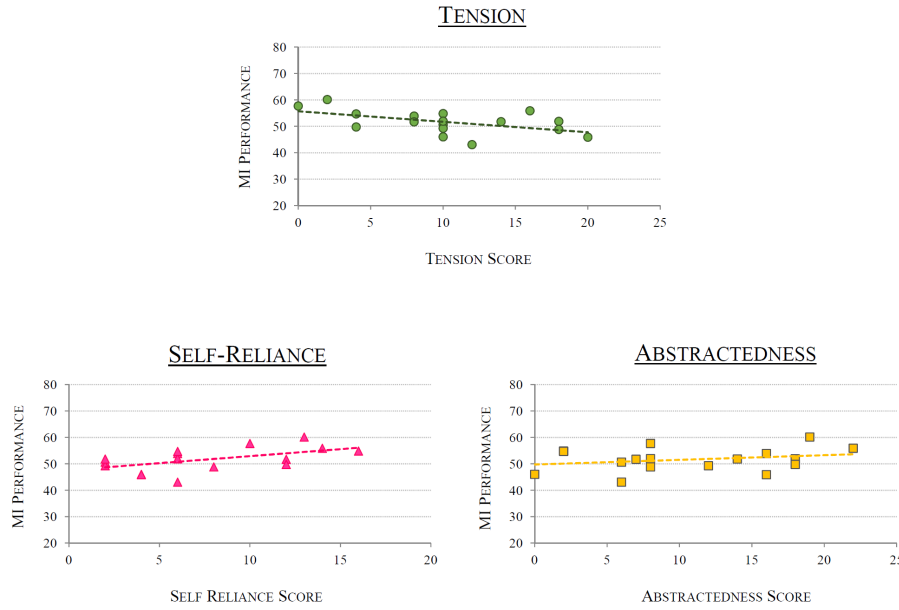 TENSION
MI PERFORMANCE
80
70
60
50
40
30
20
0 5 10 15 20 25
TENSION SCORE
SELF-RELIANCE
MI PERFORMANCE
80
70
60
50
40
30
20
0 5 10 15 20
SELF RELIANCE SCORE
ABSTRACTEDNESS
MI PERFORMANCE
80
70
60
50
40
30
20
0 5 10 15 20 25
ABSTRACTEDNESS SCORE